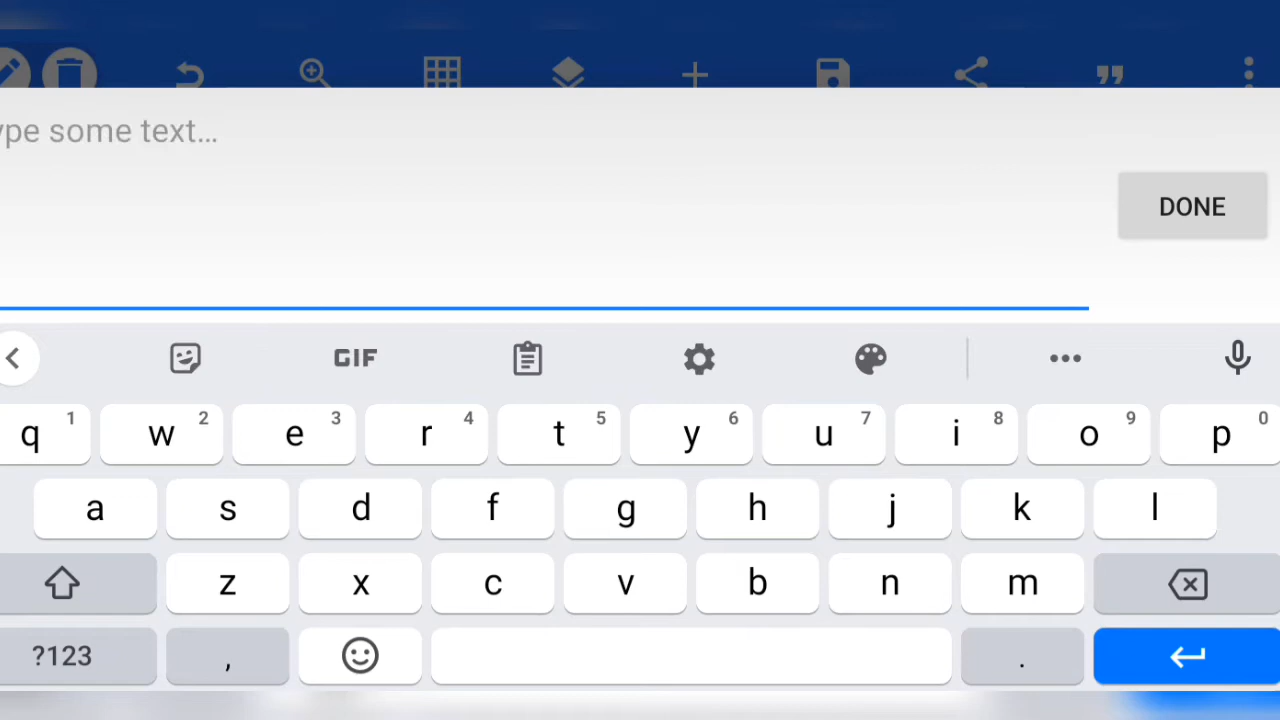 ype some text...
DONE
GIF
q 1 w 2 e 3 r 4 t 5 y 6 u 7 i 8 o 9 p 0
a s d f g h j k l
z x c v b n m
?123 , .